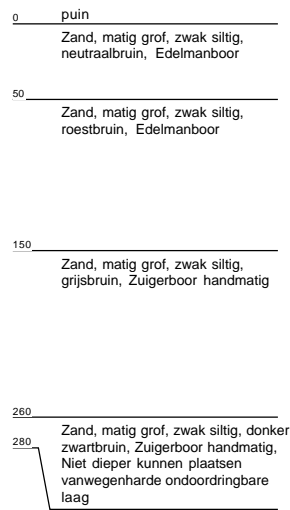 0 puin
Zand, matig grof, zwak siltig,
neutraalbruin, Edelmanboor
50
Zand, matig grof, zwak siltig,
roestbruin, Edelmanboor
150
Zand, matig grof, zwak siltig,
grijsbruin, Zuigerboor handmatig
260
Zand, matig grof, zwak siltig, donker
280 zwartbruin, Zuigerboor handmatig,
Niet dieper kunnen plaatsen
vanwegenharde ondoordringbare
laag